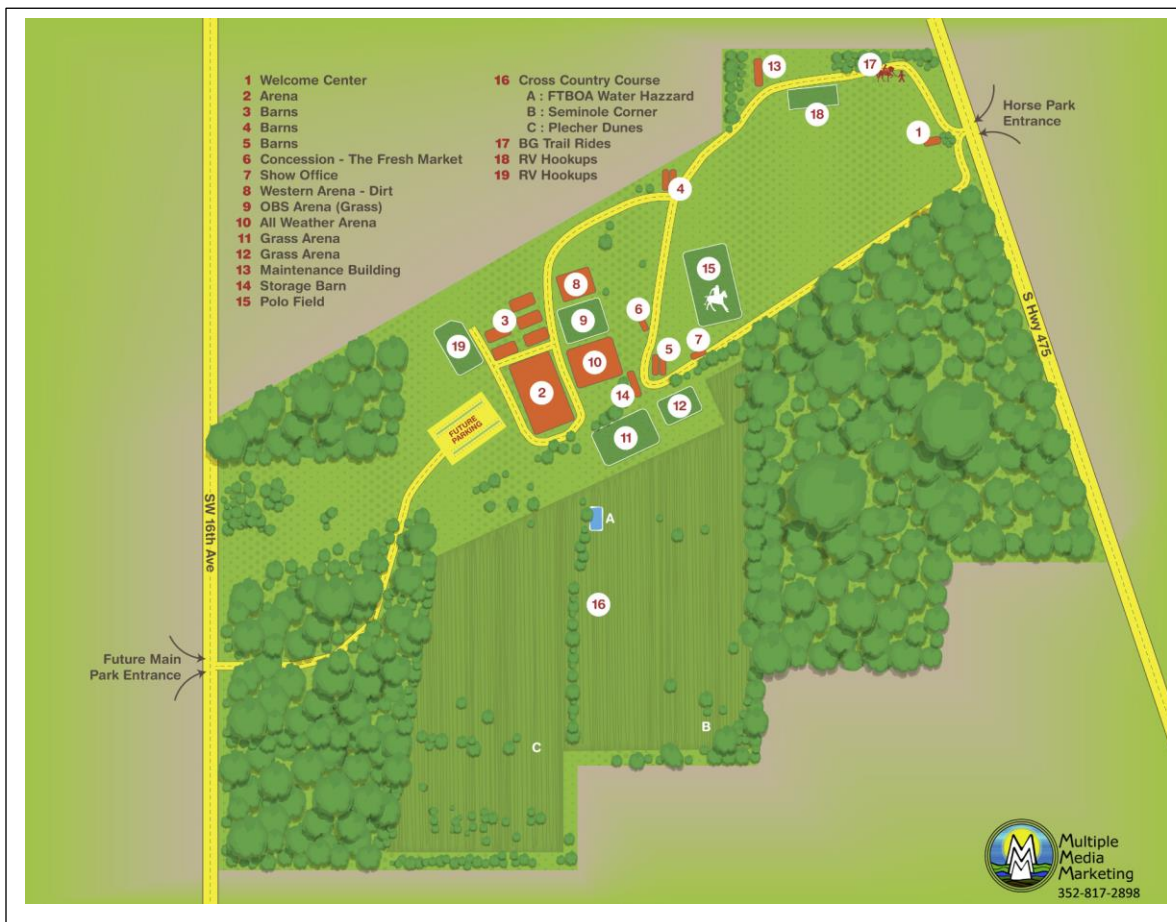 1 Welcome Center
2 Arena
3 Barns
4 Barns
5 Barns
6 Concession - The Fresh Market
7 Show Office
8 Western Arena - Dirt
9 OBS Arena (Grass)
10 All Weather Arena
11 Grass Arena
12 Grass Arena
13 Maintenance Building
14 Storage Barn
15 Polo Field
16 Cross Country Course
A : FTBOA Water Hazzard
B : Seminole Corner
C : Plecher Dunes
17 BG Trail Rides
18 RV Hookups
19 RV Hookups
13
17
18
Horse Park
Entrance
1
4
15
8
6
3
9
19
5
7
10
2
14
12
11
FUTURE
PARKING
S Hwy 475
SW 16th Ave
A
16
Future Main
Park Entrance
B
C
MMM
Multiple
Media
Marketing
352-817-2898